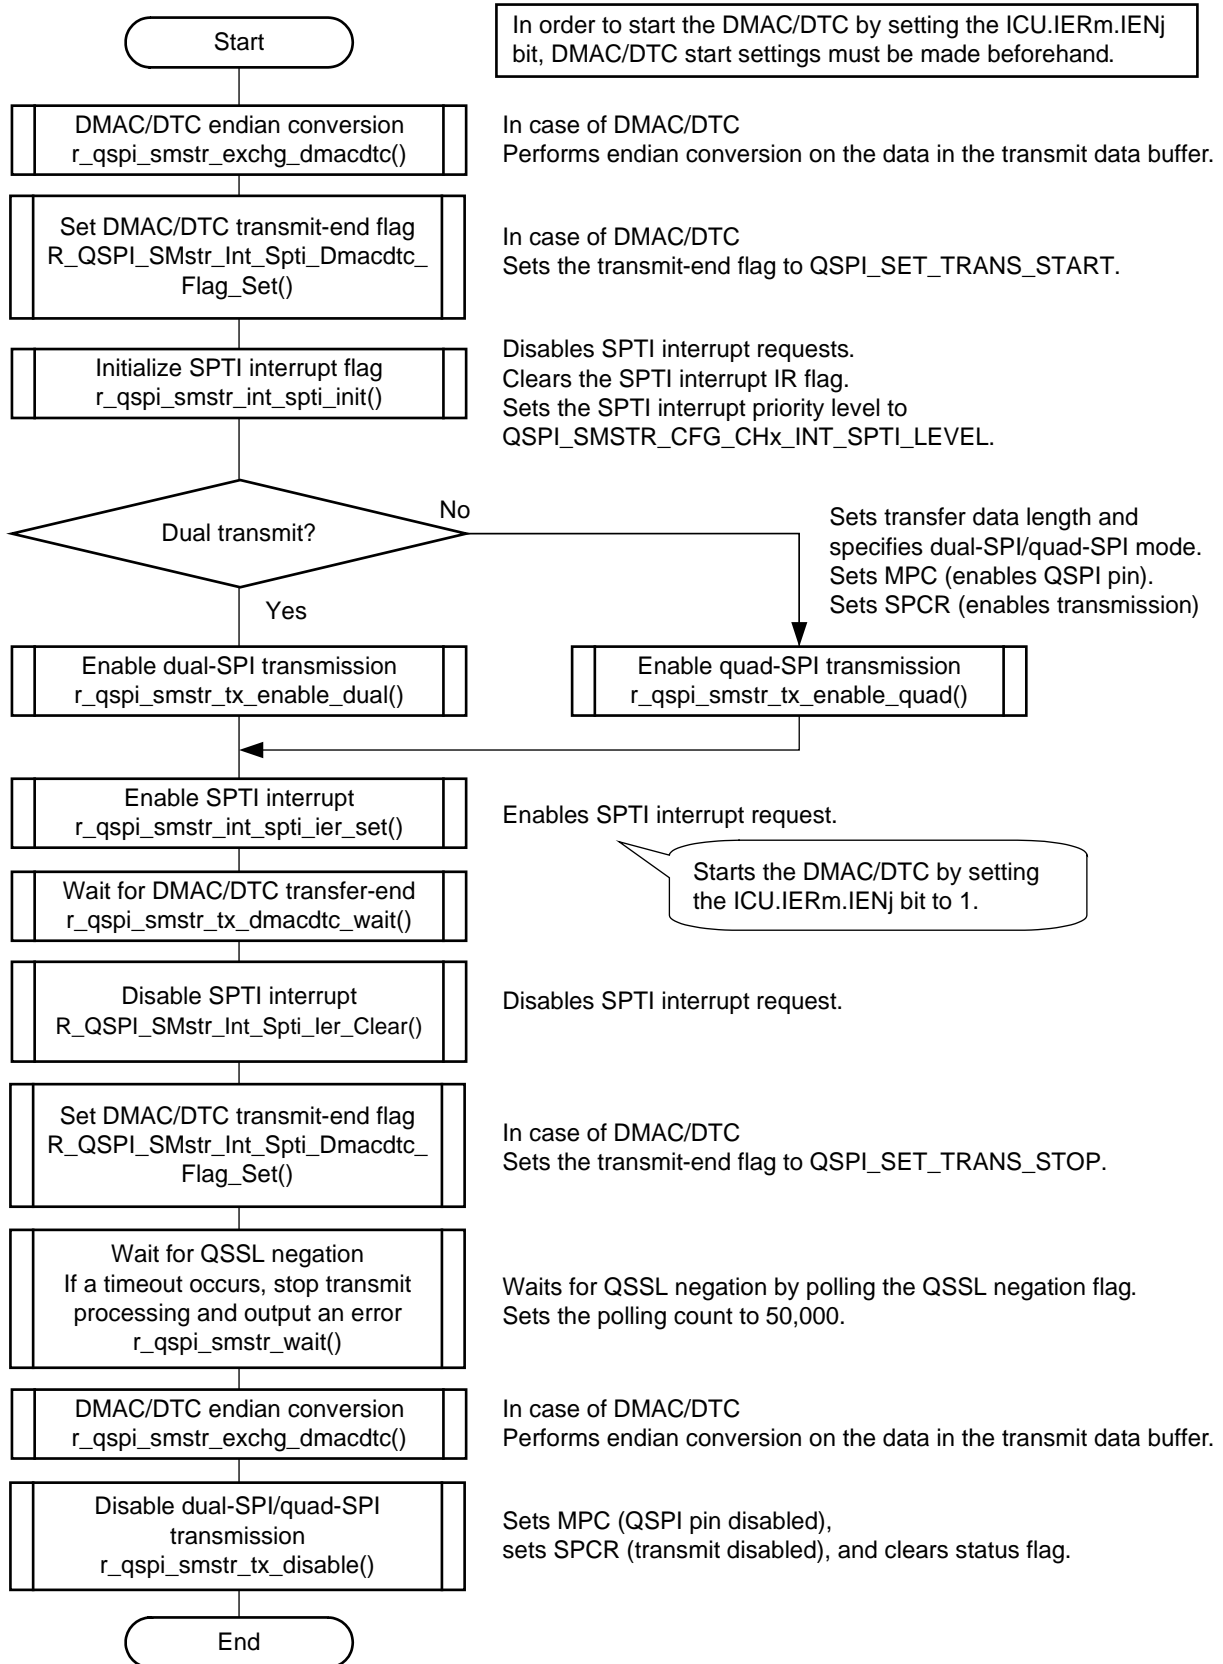 Start
In order to start the DMAC/DTC by setting the ICU.IERm.IENj
bit, DMAC/DTC start settings must be made beforehand.
DMAC/DTC endian conversion
r_qspi_smstr_exchg_dmacdtc()
In case of DMAC/DTC
Performs endian conversion on the data in the transmit data buffer.
Set DMAC/DTC transmit-end flag
R_QSPI_SMstr_Int_Spti_Dmacdtc_
Flag_Set()
In case of DMAC/DTC
Sets the transmit-end flag to QSPI_SET_TRANS_START.
Initialize SPTI interrupt flag
r_qspi_smstr_int_spti_init()
Disables SPTI interrupt requests.
Clears the SPTI interrupt IR flag.
Sets the SPTI interrupt priority level to
QSPI_SMSTR_CFG_CHx_INT_SPTI_LEVEL.
Dual transmit?
No
Yes
Sets transfer data length and
specifies dual-SPI/quad-SPI mode.
Sets MPC (enables QSPI pin).
Sets SPCR (enables transmission)
Enable dual-SPI transmission
r_qspi_smstr_tx_enable_dual()
Enable quad-SPI transmission
r_qspi_smstr_tx_enable_quad()
Enable SPTI interrupt
r_qspi_smstr_int_spti_ier_set()
Enables SPTI interrupt request.
Starts the DMAC/DTC by setting
the ICU.IERm.IENj bit to 1.
Wait for DMAC/DTC transfer-end
r_qspi_smstr_tx_dmacdtc_wait()
Disable SPTI interrupt
R_QSPI_SMstr_Int_Spti_Ier_Clear()
Disables SPTI interrupt request.
Set DMAC/DTC transmit-end flag
R_QSPI_SMstr_Int_Spti_Dmacdtc_
Flag_Set()
In case of DMAC/DTC
Sets the transmit-end flag to QSPI_SET_TRANS_STOP.
Wait for QSSL negation
If a timeout occurs, stop transmit
processing and output an error
r_qspi_smstr_wait()
Waits for QSSL negation by polling the QSSL negation flag.
Sets the polling count to 50,000.
DMAC/DTC endian conversion
r_qspi_smstr_exchg_dmacdtc()
In case of DMAC/DTC
Performs endian conversion on the data in the transmit data buffer.
Disable dual-SPI/quad-SPI
transmission
r_qspi_smstr_tx_disable()
Sets MPC (QSPI pin disabled),
sets SPCR (transmit disabled), and clears status flag.
End